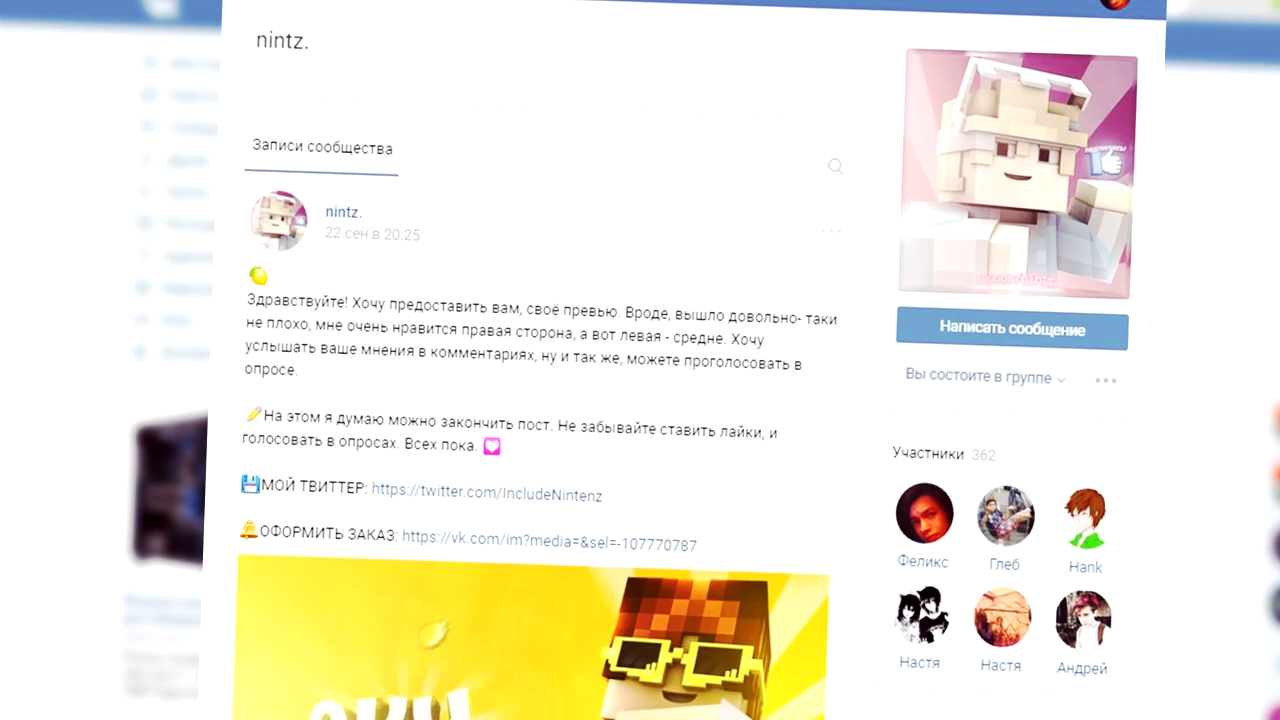 nintz.
Записи сообщества
nintz.
22 сен в 20:25
Здравствуйте! Хочу предоставить вам, своё превью. Вроде, вышло довольно- таки
не плохо, мне очень нравится правая сторона, а вот левая - средне. Хочу
услышать ваше мнения в комментариях, ну и так же, можете проголосовать в
опросе.
На этом я думаю можно закончить пост. Не забывайте ставить лайки, и
голосовать в опросах. Всех пока.
МОЙ ТВИТТЕР: https://twitter.com/IncludeNintenz
ОФОРМИТЬ ЗАКАЗ: https://vk.com/im?media=&sel=-107770787
Написать сообщение
Вы состоите в группе
Участники 362
Феликс
Глеб
Hank
Настя
Настя
Андрей